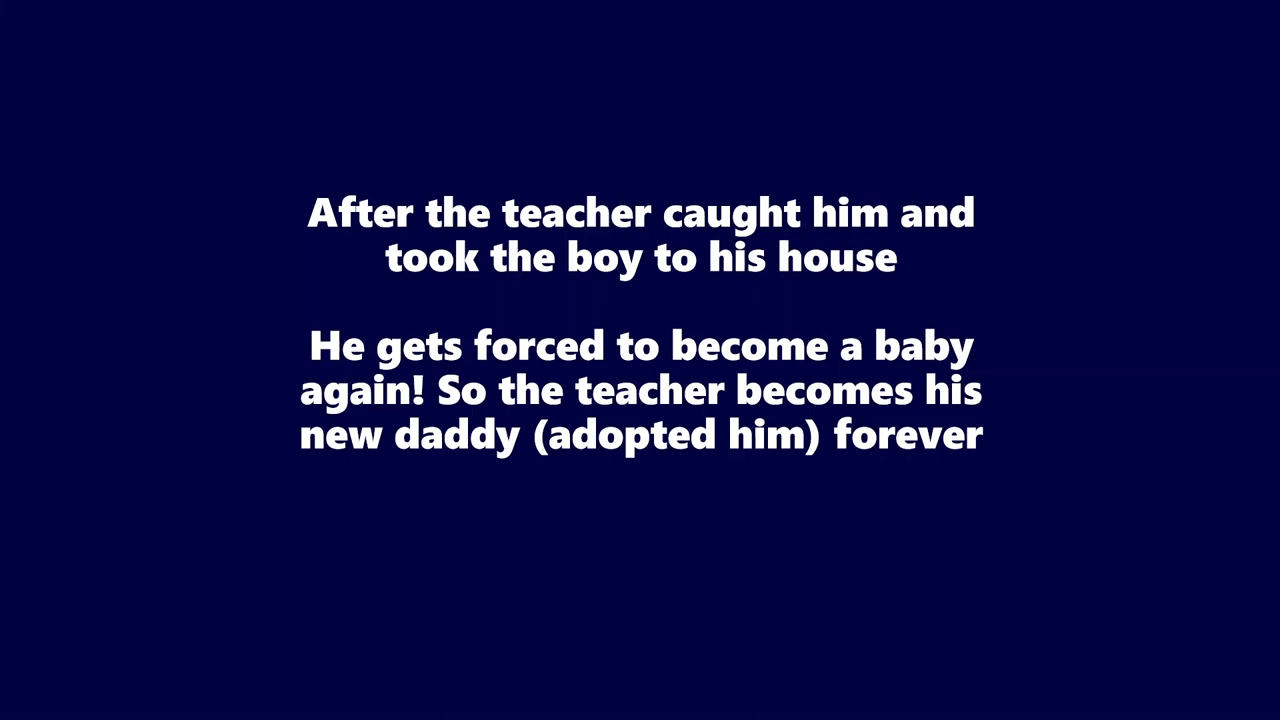 After the teacher caught him and
took the boy to his house
He gets forced to become a baby
again! So the teacher becomes his
new daddy (adopted him) forever